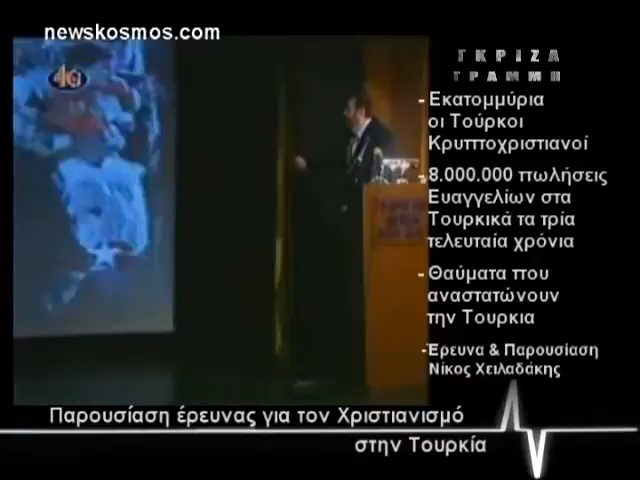 newskosmos.com
ΓΚΡΙΖΑ
ΓΡΑΜΜΗ
- Εκατομμύρια
οι Τούρκοι
Κρυπτοχριστιανοί
-8.000.000 πωλήσεις
Ευαγγελίων στα
Τουρκικά τα τρία
τελευταία χρόνια
- Θαύματα που
αναστατώνουν
την Τουρκια
-Έρευνα & Παρουσίαση
Νίκος Χειλαδάκης
Παρουσίαση έρευνας για τον Χριστιανισμό
στην Τουρκία